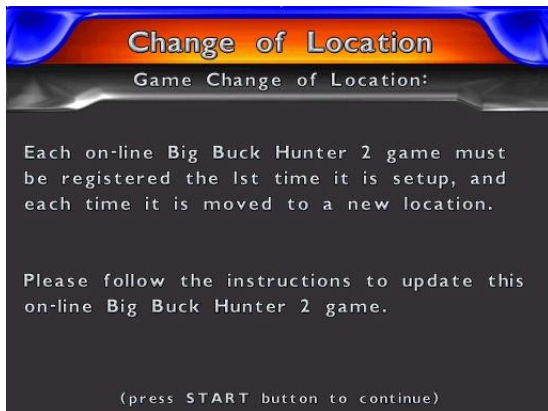 Change of Location
Game Change of Location:
Each on-line Big Buck Hunter 2 game must
be registered the 1st time it is setup, and
each time it is moved to a new location.
Please follow the instructions to update this
on-line Big Buck Hunter 2 game.
(press START button to continue)